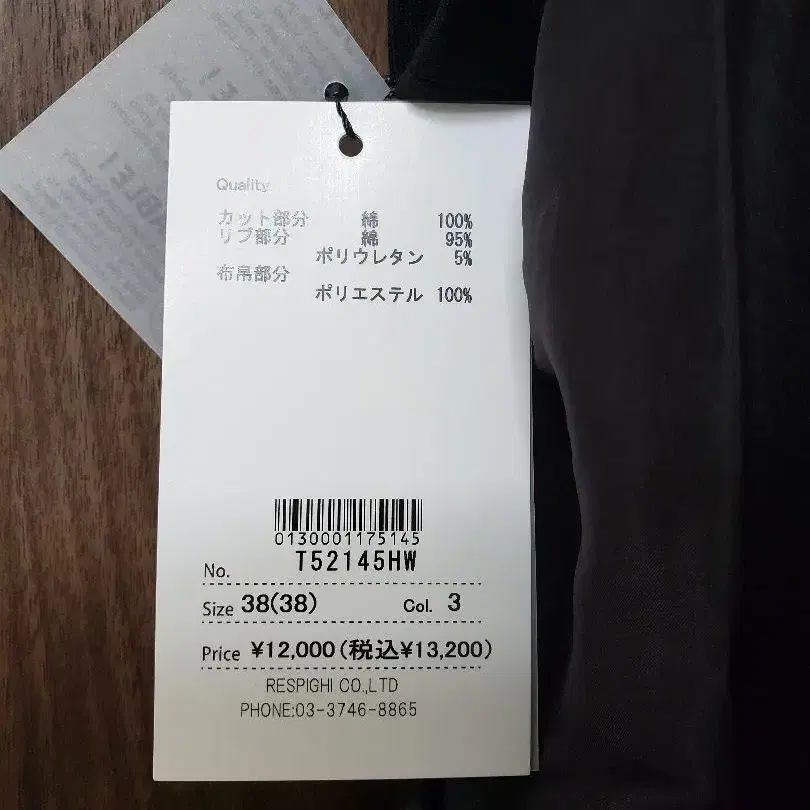 Quality
カット部分 綿 100%
リブ部分 綿 95%
ポリウレタン 5%
布帛部分
ポリエステル 100%
0130001175145
No. T52145HW
Size 38(38) Col. 3
Price ¥12,000(税込¥13,200)
RESPIGHI CO.,LTD
PHONE:03-3746-8865